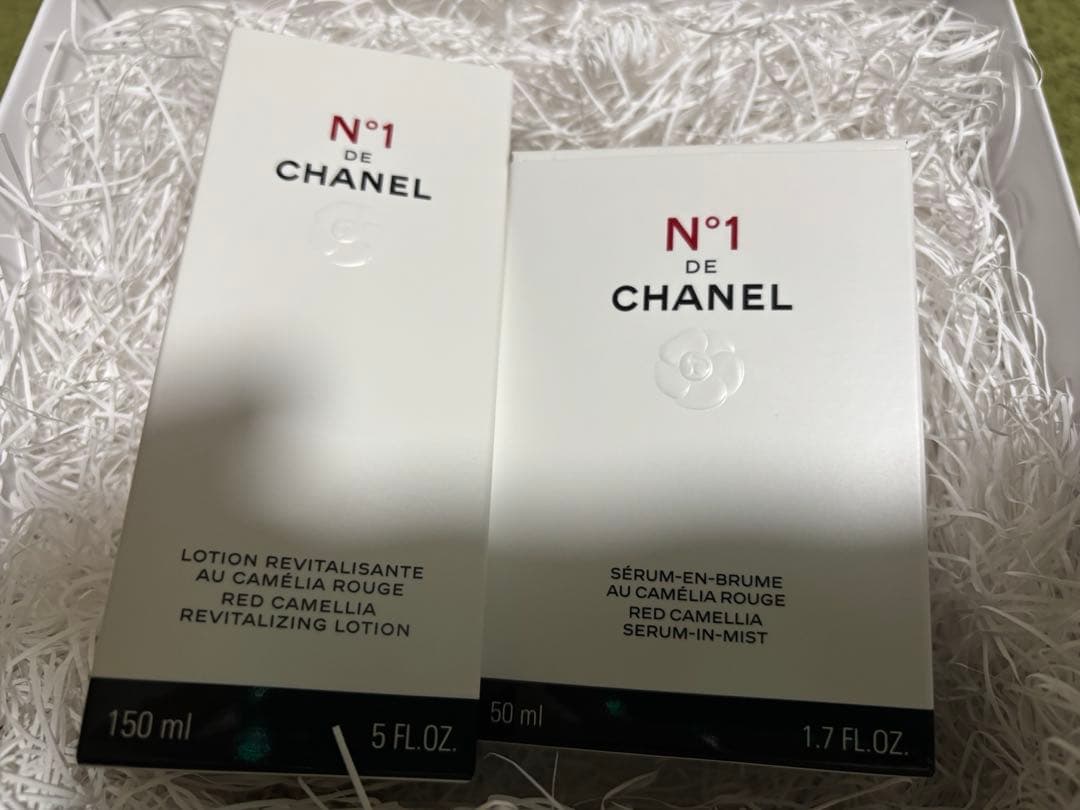 N°1
DE
CHANEL
LOTION REVITALISANTE
AU CAMÉLIA ROUGE
RED CAMELLIA
REVITALIZING LOTION
150 ml
5 FL.OZ.
N°1
DE
CHANEL
SÉRUM-EN-BRUME
AU CAMÉLIA ROUGE
RED CAMELLIA
SERUM-IN-MIST
50 ml
1.7 FL.OZ.